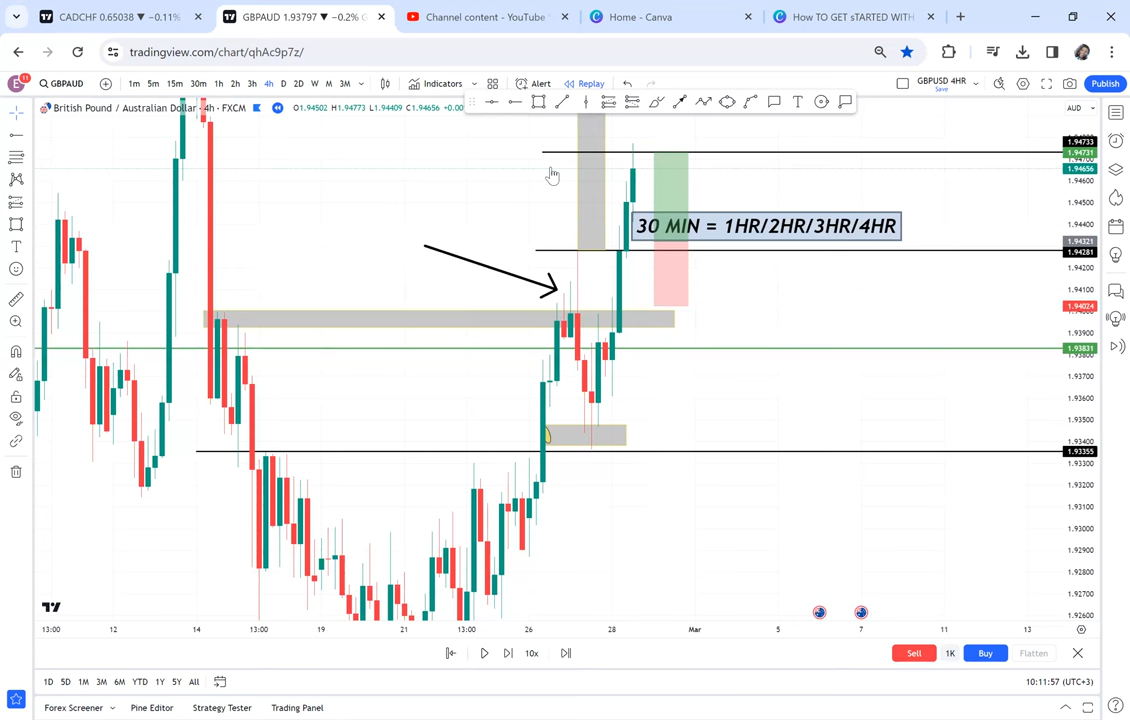 CADCHF 0.65038 ▼ −0.11%
GBPAUD 1.93797 ▼ −0.2% G
Channel content - YouTube
Home - Canva
How To GET sTARTED WITH
tradingview.com/chart/qhAc9p7z/
E 11 GBPAUD 1m 5m 15m 30m 1h 2h 3h 4h D 2D W M 3M Indicators Alert Replay GBPUSD 4HR Save Publish
British Pound / Australian Dollar · 4h · FXCM O1.94502 H1.94773 L1.94409 C1.94656 +0.00
AUD
1.94733
1.94731
1.94656
1.94600
30 MIN = 1HR/2HR/3HR/4HR
1.94400
1.94321
1.94281
1.94200
1.94100
1.94024
1.93900
1.93831
1.93700
1.93600
1.93500
1.93400
1.93355
1.93300
1.93200
1.93100
1.93000
1.92900
1.92800
1.92700
1.92600
13:00 12 14 13:00 19 21 13:00 26 28 Mar 5 7 11 13
10x Sell 1K Buy Flatten
1D 5D 1M 3M 6M YTD 1Y 5Y All 10:11:57 (UTC+3)
Forex Screener Pine Editor Strategy Tester Trading Panel